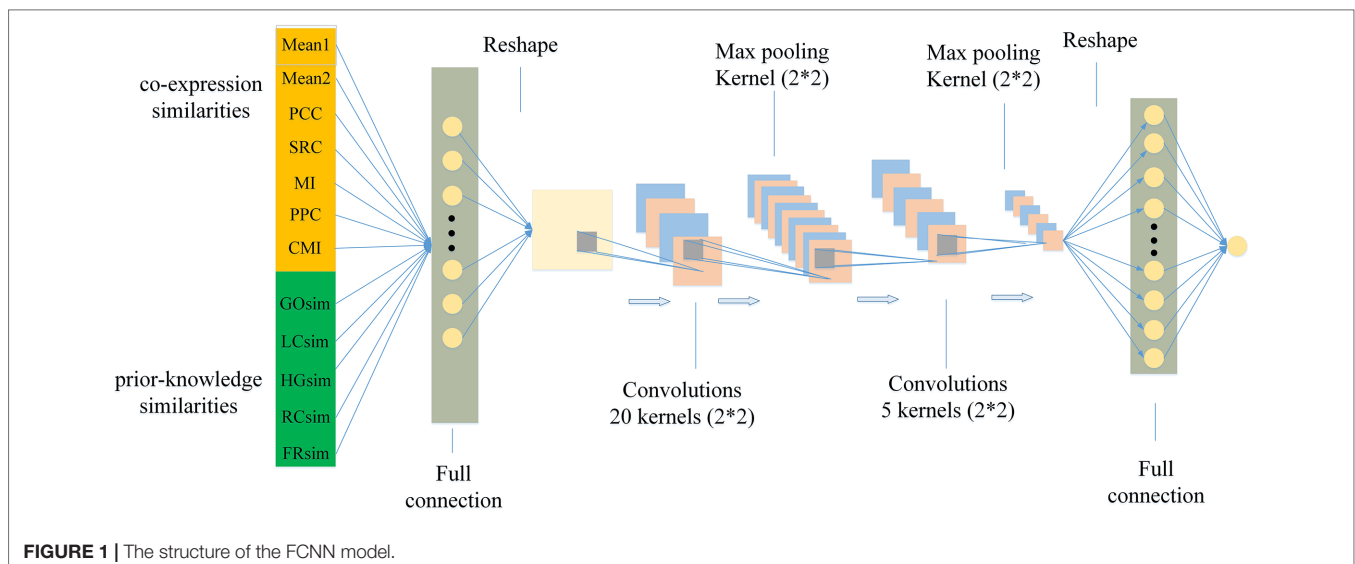 co-expression
similarities
prior-knowledge
similarities
Mean1
Mean2
PCC
SRC
MI
PPC
CMI
GOsim
LCsim
HGsim
RCsim
FRsim
Full
connection
Reshape
Convolutions
20 kernels (2*2)
Max pooling
Kernel (2*2)
Convolutions
5 kernels (2*2)
Max pooling
Kernel (2*2)
Reshape
Full
connection
FIGURE 1 | The structure of the FCNN model.